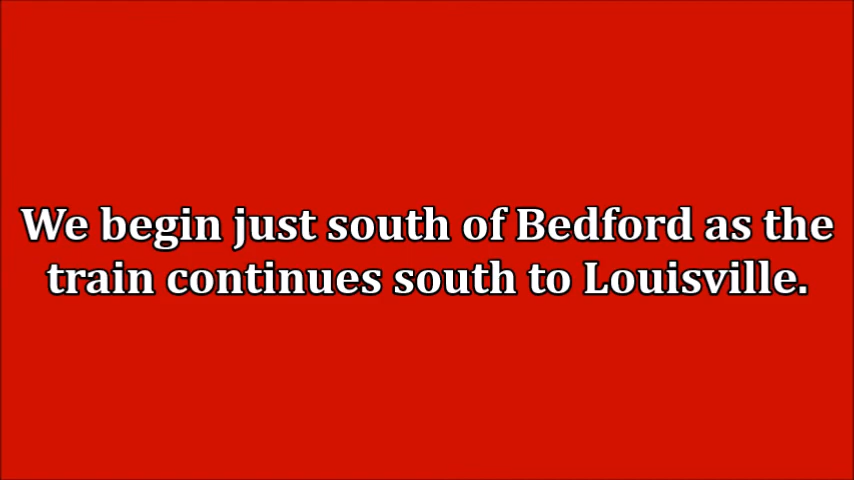 We begin just south of Bedford as the
train continues south to Louisville.